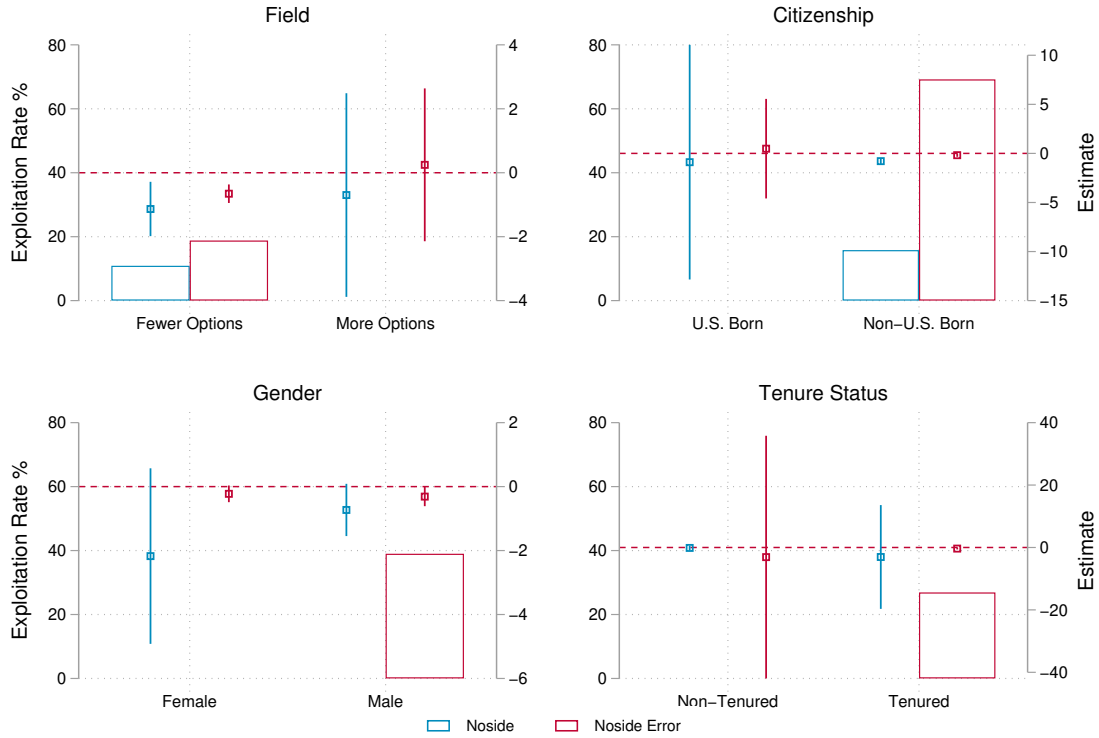 Field
Exploitation Rate %
80
60
40
20
0
4
2
0
−2
−4
Fewer Options
More Options
Citizenship
80
60
40
20
0
10
5
0
−5
−10
−15
Estimate
U.S. Born
Non−U.S. Born
Gender
Exploitation Rate %
80
60
40
20
0
2
0
−2
−4
−6
Female
Male
Tenure Status
80
60
40
20
0
40
20
0
−20
−40
Estimate
Non−Tenured
Tenured
Noside
Noside Error